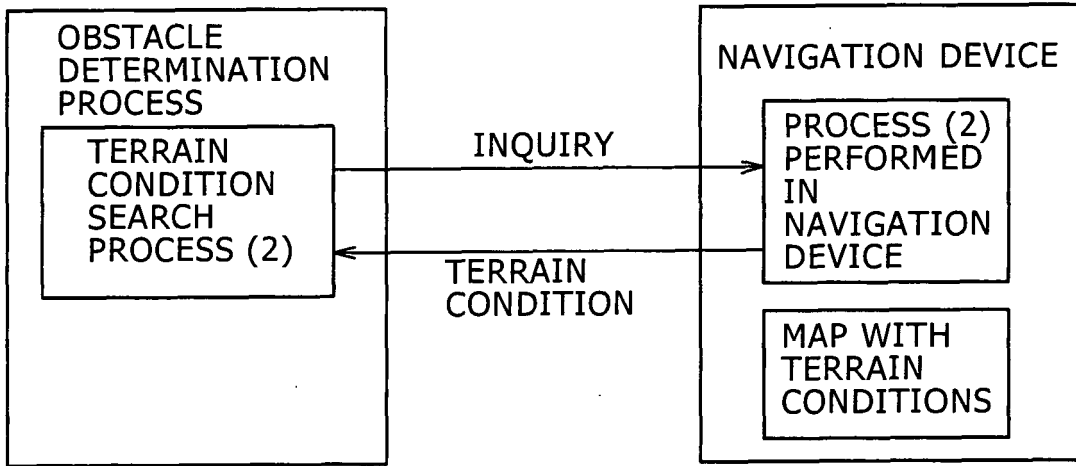 OBSTACLE
DETERMINATION
PROCESS
TERRAIN
CONDITION
SEARCH
PROCESS (2)
INQUIRY
TERRAIN
CONDITION
NAVIGATION DEVICE
PROCESS (2)
PERFORMED
IN
NAVIGATION
DEVICE
MAP WITH
TERRAIN
CONDITIONS